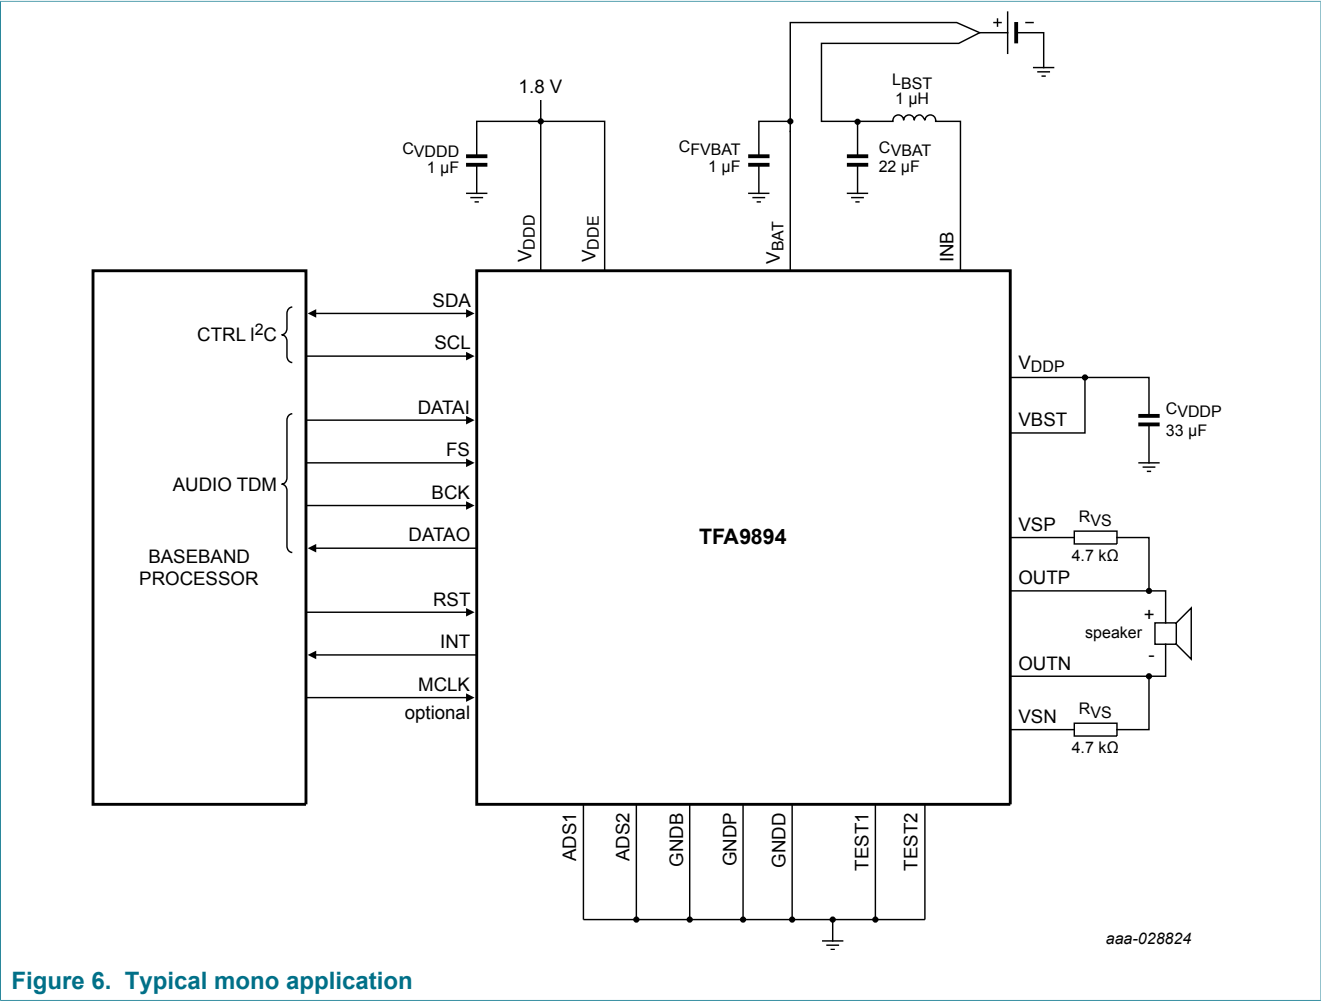 + −
LBST
1 µH
1.8 V
CVDDD
1 µF
CFVBAT
1 µF
CVBAT
22 µF
VDDD
VDDE
VBAT
INB
CTRL I2C
SDA
SCL
AUDIO TDM
DATAI
FS
BCK
DATAO
BASEBAND
PROCESSOR
RST
INT
MCLK
optional
TFA9894
VDDP
VBST
CVDDP
33 µF
VSP
RVS
4.7 kΩ
OUTP
+
speaker
-
OUTN
VSN
RVS
4.7 kΩ
ADS1
ADS2
GNDB
GNDP
GNDD
TEST1
TEST2
aaa-028824
Figure 6. Typical mono application